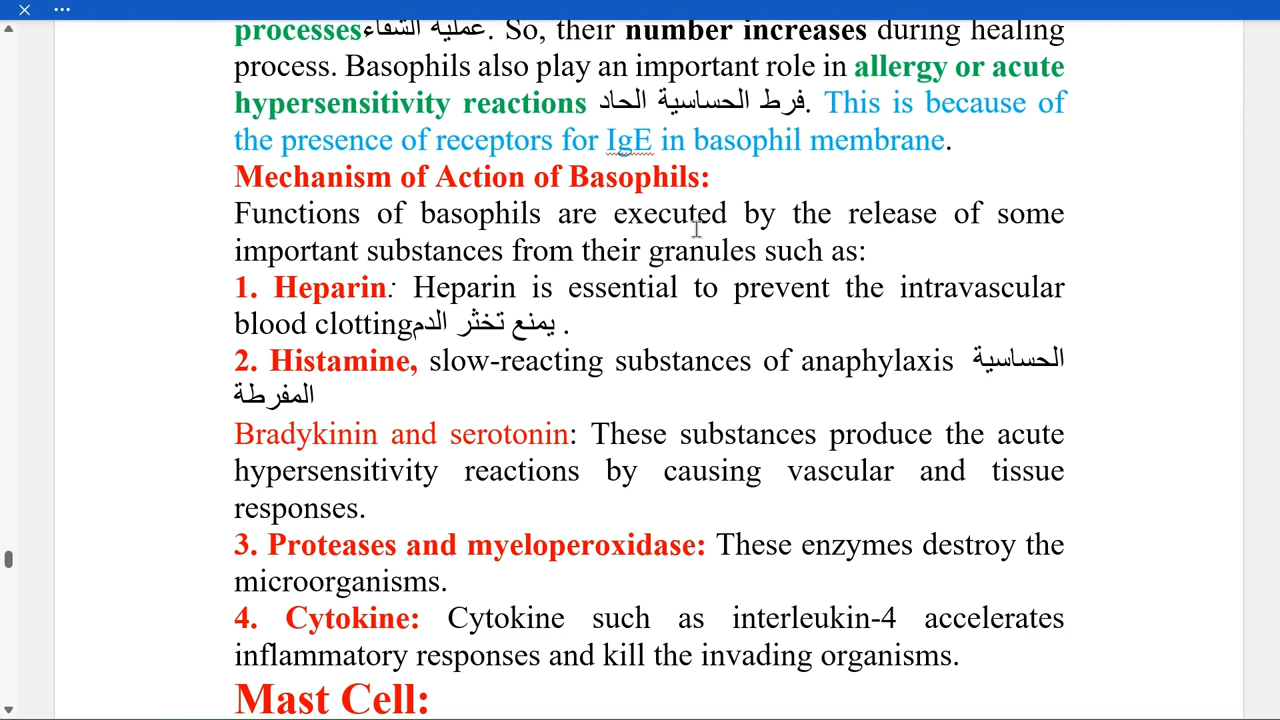 processesعملية الشفاء. So, their number increases during healing
process. Basophils also play an important role in allergy or acute
hypersensitivity reactions فرط الحساسية الحاد. This is because of
the presence of receptors for IgE in basophil membrane.
Mechanism of Action of Basophils:
Functions of basophils are executed by the release of some
important substances from their granules such as:
1. Heparin: Heparin is essential to prevent the intravascular
blood clottingيمنع تخثر الدم .
2. Histamine, slow-reacting substances of anaphylaxis الحساسية
المفرطة
Bradykinin and serotonin: These substances produce the acute
hypersensitivity reactions by causing vascular and tissue
responses.
3. Proteases and myeloperoxidase: These enzymes destroy the
microorganisms.
4. Cytokine: Cytokine such as interleukin-4 accelerates
inflammatory responses and kill the invading organisms.
Mast Cell: